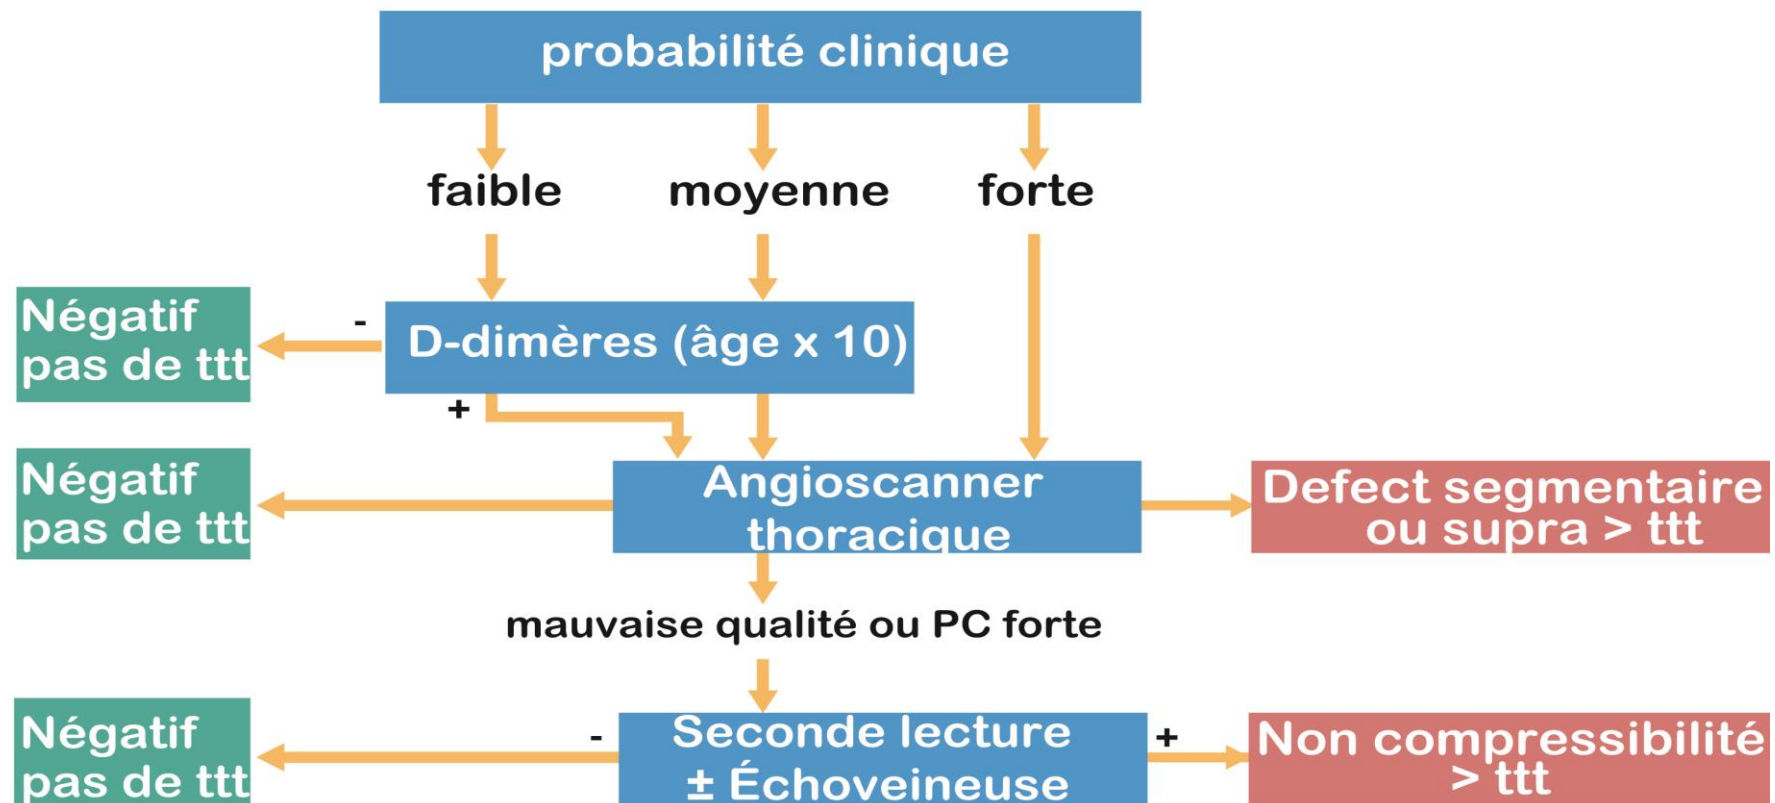 probabilité clinique
faible
moyenne
forte
Négatif
pas de ttt
-
D-dimères (âge x 10)
+
Négatif
pas de ttt
Angioscanner
thoracique
Defect segmentaire
ou supra > ttt
mauvaise qualité ou PC forte
Négatif
pas de ttt
-
Seconde lecture
± Échoveineuse
+
Non compressibilité
> ttt